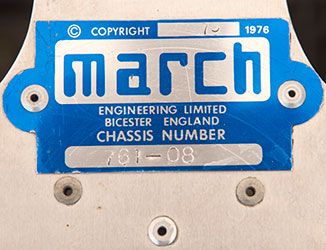 © COPYRIGHT 1976
march
ENGINEERING LIMITED
BICESTER ENGLAND
CHASSIS NUMBER
761-08